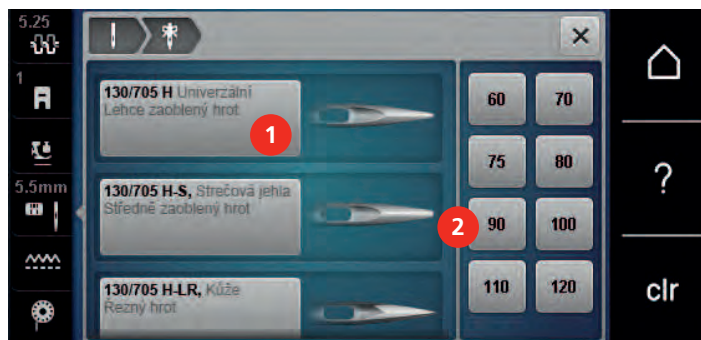 5.25
1
5.5mm
130/705 H Univerzální
Lehce zaoblený hrot
1
130/705 H-S, Strečová jehla
Středně zaoblený hrot
130/705 H-LR, Kůže
Řezný hrot
60 70
75 80
2
90 100
110 120
?
clr